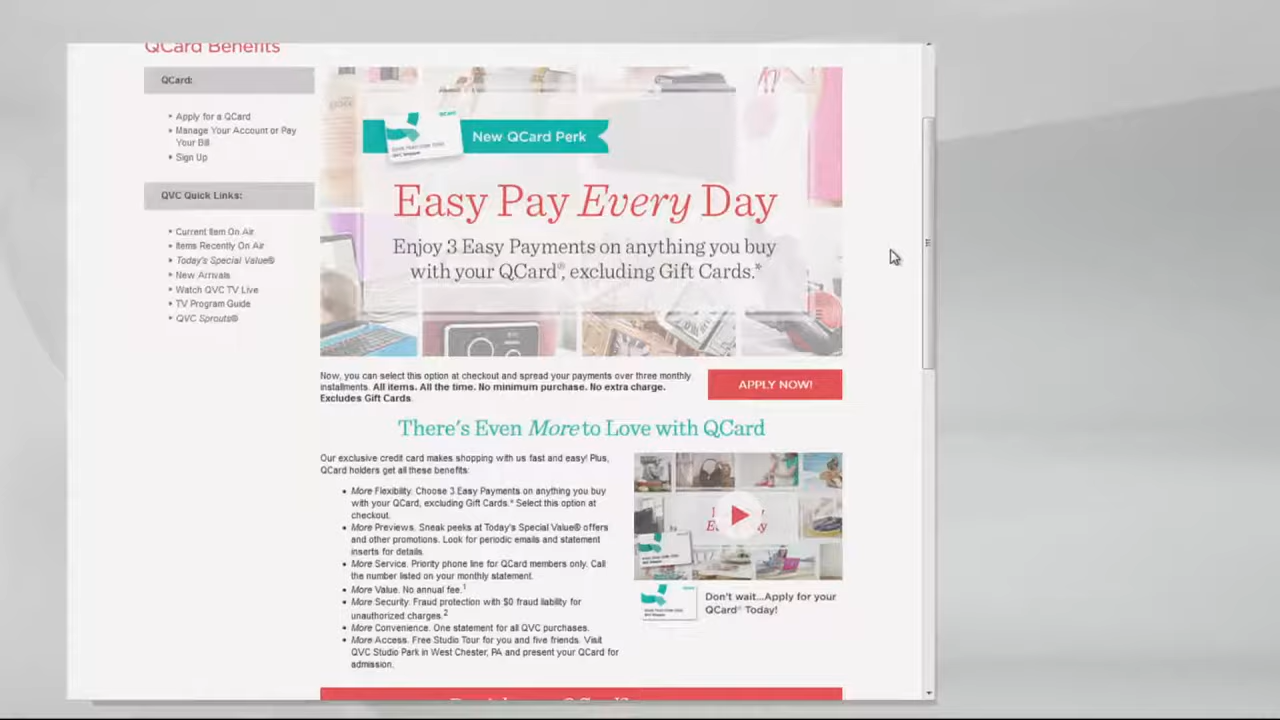 QCard Benefits
QCard:
Apply for a QCard
Manage Your Account or Pay
Your Bill
Sign Up
QVC Quick Links:
Current Item On Air
Items Recently On Air
Today's Special Value®
New Arrivals
Watch QVC TV Live
TV Program Guide
QVC Sprouts®
New QCard Perk
Easy Pay Every Day
Enjoy 3 Easy Payments on anything you buy
with your QCard®, excluding Gift Cards.*
Now, you can select this option at checkout and spread your payments over three monthly
installments. All items. All the time. No minimum purchase. No extra charge.
Excludes Gift Cards.
APPLY NOW!
There's Even More to Love with QCard
Our exclusive credit card makes shopping with us fast and easy! Plus,
QCard holders get all these benefits:
More Flexibility. Choose 3 Easy Payments on anything you buy
with your QCard, excluding Gift Cards.* Select this option at
checkout.
More Previews. Sneak peeks at Today's Special Value® offers
and other promotions. Look for periodic emails and statement
inserts for details.
More Service. Priority phone line for QCard members only. Call
the number listed on your monthly statement.
More Value. No annual fee.1
More Security. Fraud protection with $0 fraud liability for
unauthorized charges.2
More Convenience. One statement for all QVC purchases.
More Access. Free Studio Tour for you and five friends. Visit
QVC Studio Park in West Chester, PA and present your QCard for
admission.
Don't wait...Apply for your
QCard® Today!